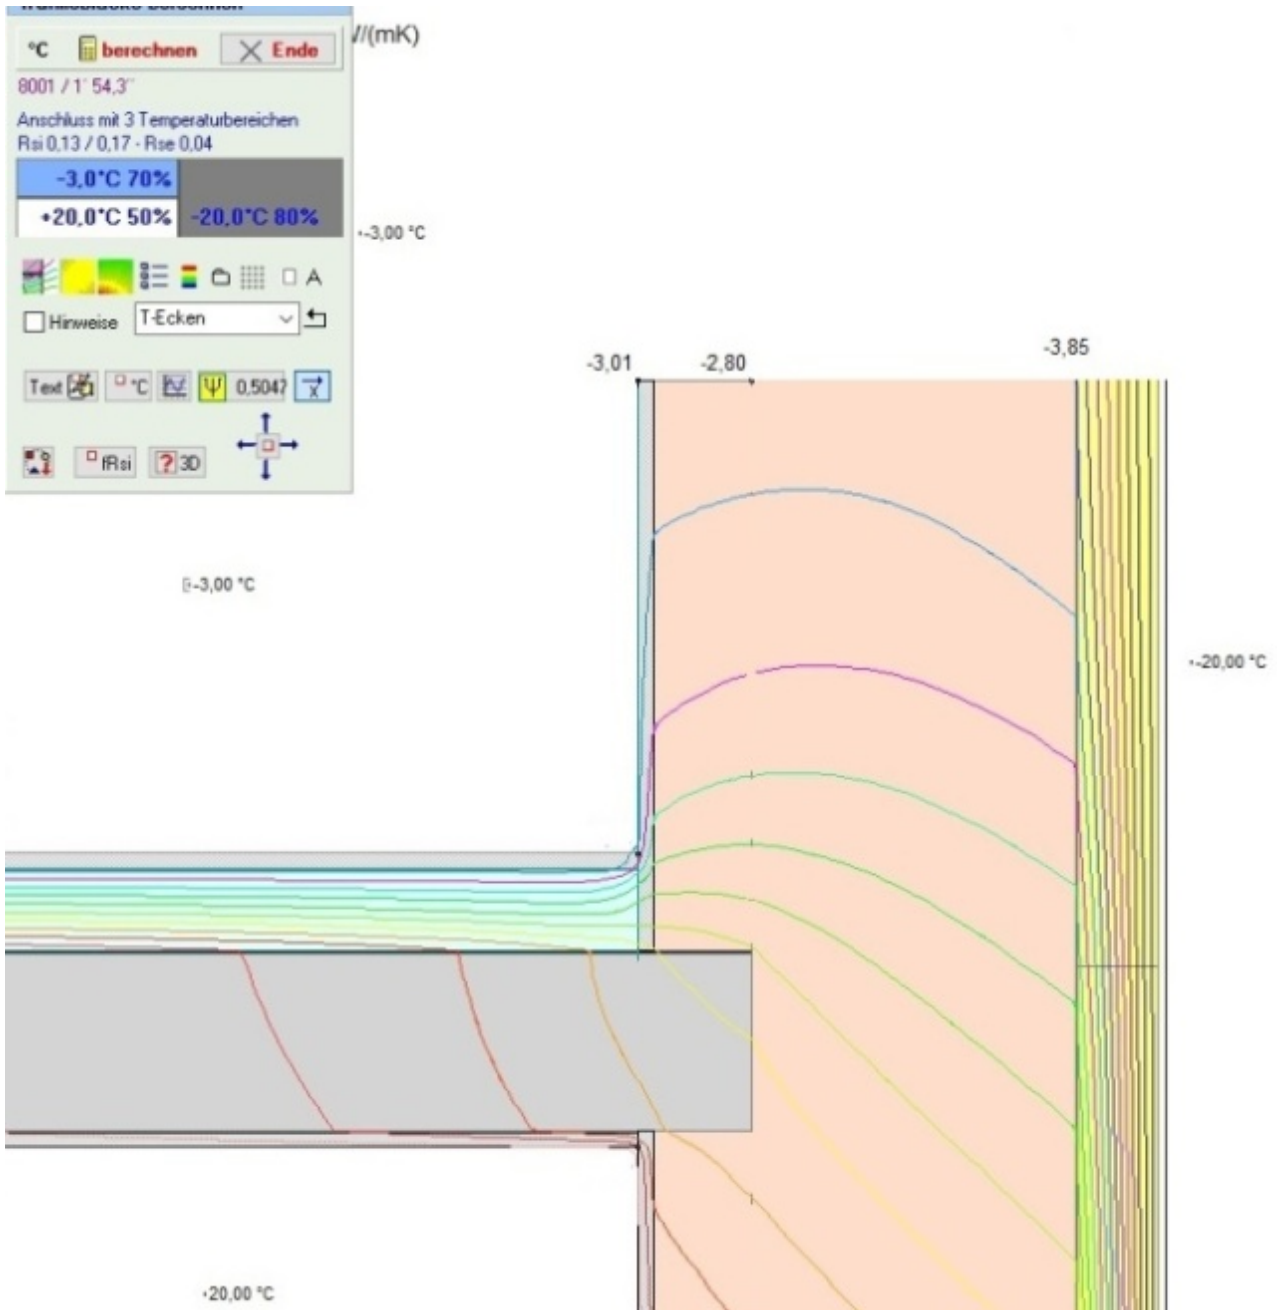 °C berechnen Ende
/(mK)
8001 / 1' 54,3''
Anschluss mit 3 Temperaturbereichen
Rsi 0,13 / 0,17 - Rse 0,04
-3,0°C 70%
+20,0°C 50% -20,0°C 80%
-3,00 °C
Hinweise T-Ecken
A
-3,01 -2,80 -3,85
Text °C Ψ 0,5047 x
fRsi ? 3D
-3,00 °C
-20,00 °C
20,00 °C